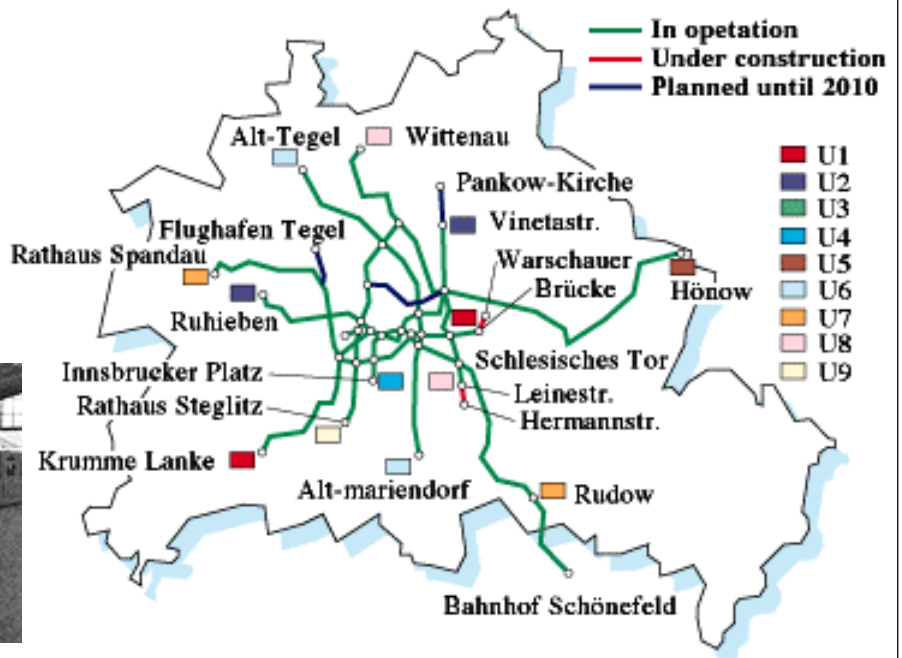 In opetation
Under construction
Planned until 2010
Alt-Tegel
Wittenau
U1
U2
U3
U4
U5
U6
U7
U8
U9
Pankow-Kirche
Vinetastr.
Flughafen Tegel
Rathaus Spandau
Warschauer
Brücke
Hönow
Ruhieben
Schlesisches Tor
Innsbrucker Platz
Leinestr.
Rathaus Steglitz
Hermannstr.
Krumme Lanke
Alt-mariendorf
Rudow
Bahnhof Schönefeld